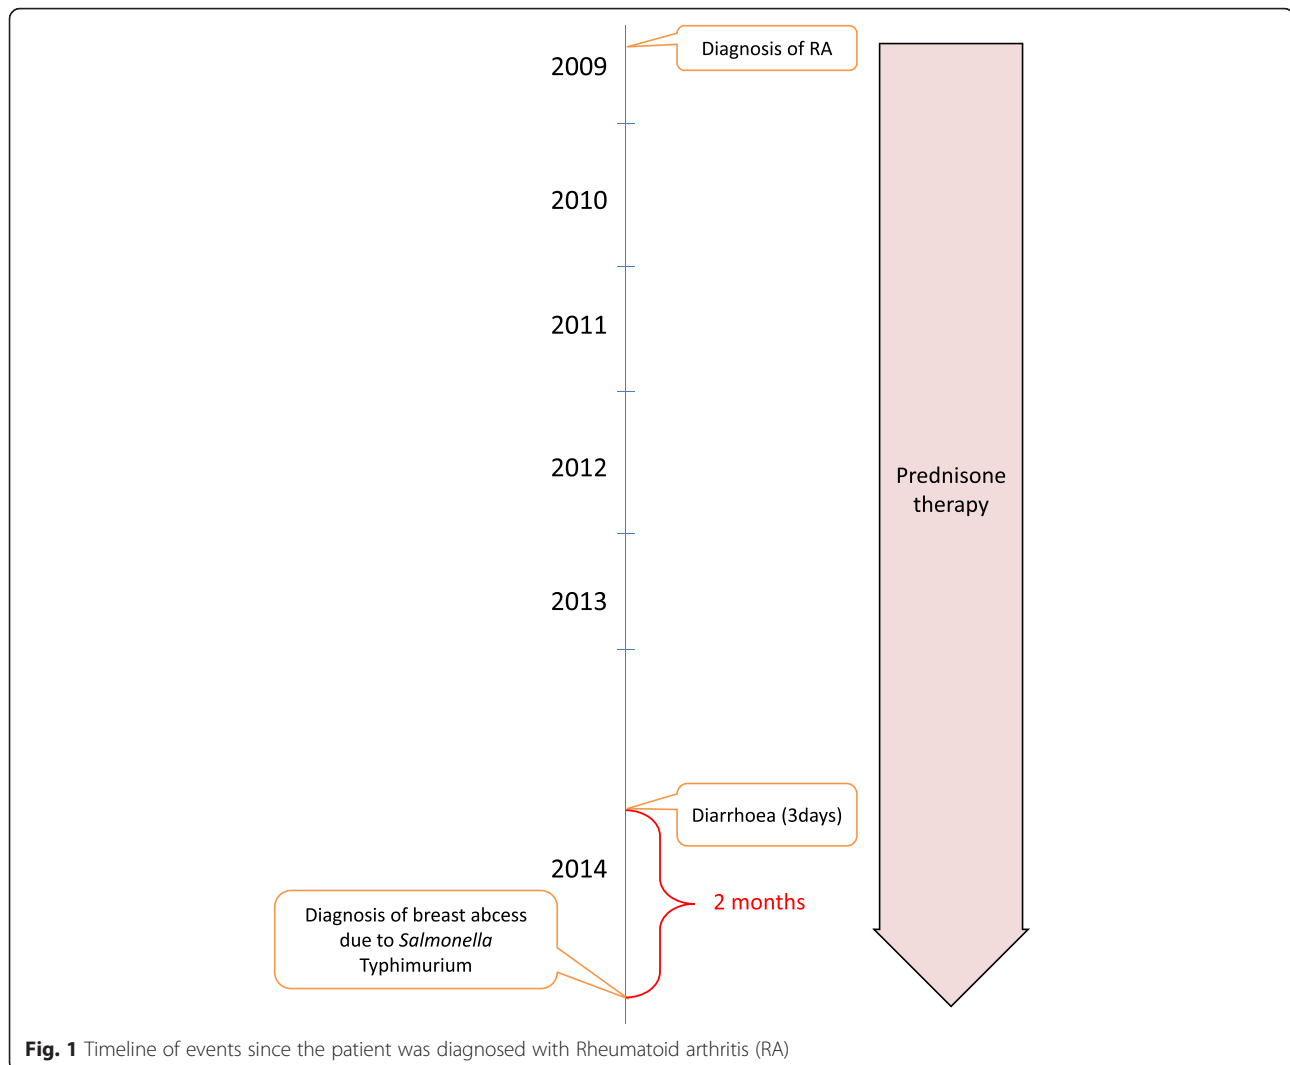 Diagnosis of RA
2009
2010
2011
2012
Prednisone
therapy
2013
Diarrhoea (3days)
2014
2 months
Diagnosis of breast abcess
due to Salmonella
Typhimurium
Fig. 1 Timeline of events since the patient was diagnosed with Rheumatoid arthritis (RA)